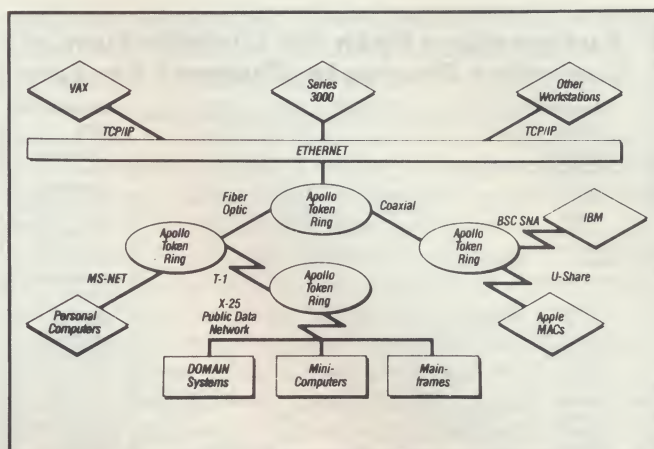 VAX
Series
3000
Other
Workstations
TCP/IP
TCP/IP
ETHERNET
Fiber
Optic
Apollo
Token
Ring
Coaxial
Apollo
Token
Ring
Apollo
Token
Ring
BSC SNA
IBM
MS-NET
T-1
Apollo
Token
Ring
U-Share
Personal
Computers
X-25
Public Data
Network
Apple
MACs
DOMAIN
Systems
Mini-
Computers
Main-
frames